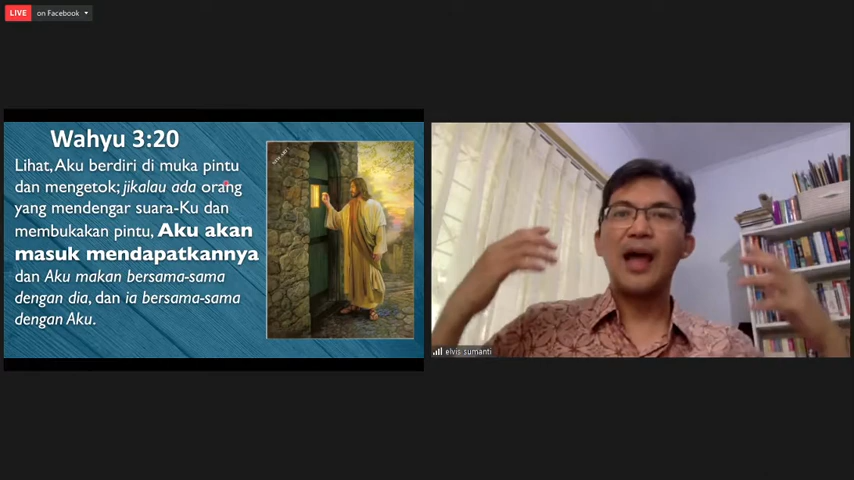 LIVE on Facebook
Wahyu 3:20
Lihat, Aku berdiri di muka pintu
dan mengetok; jikalau ada orang
yang mendengar suara-Ku dan
membukakan pintu, Aku akan
masuk mendapatkannya
dan Aku makan bersama-sama
dengan dia, dan ia bersama-sama
dengan Aku.
elvis sumanti